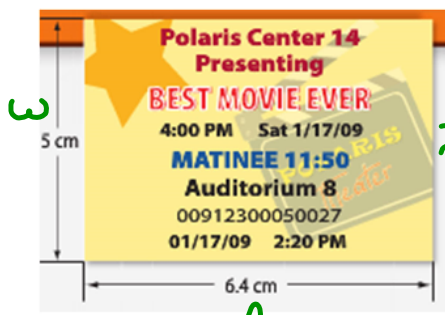 Polaris Center 14
Presenting
BEST MOVIE EVER
4:00 PM Sat 1/17/09
5 cm
MATINEE 11:50
POLARIS
Auditorium 8
00912300050027
01/17/09 2:20 PM
6.4 cm